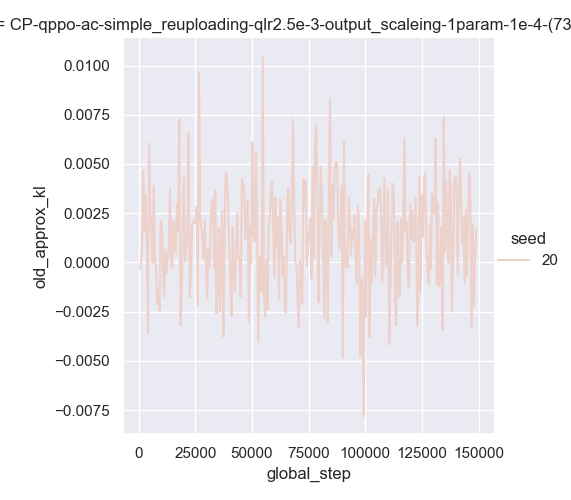 = CP-qppo-ac-simple_reuploading-qlr2.5e-3-output_scaleing-1param-1e-4-(73
0.0100
0.0075
0.0050
0.0025
0.0000
−0.0025
−0.0050
−0.0075
old_approx_kl
0 25000 50000 75000 100000 125000 150000
global_step
seed
20